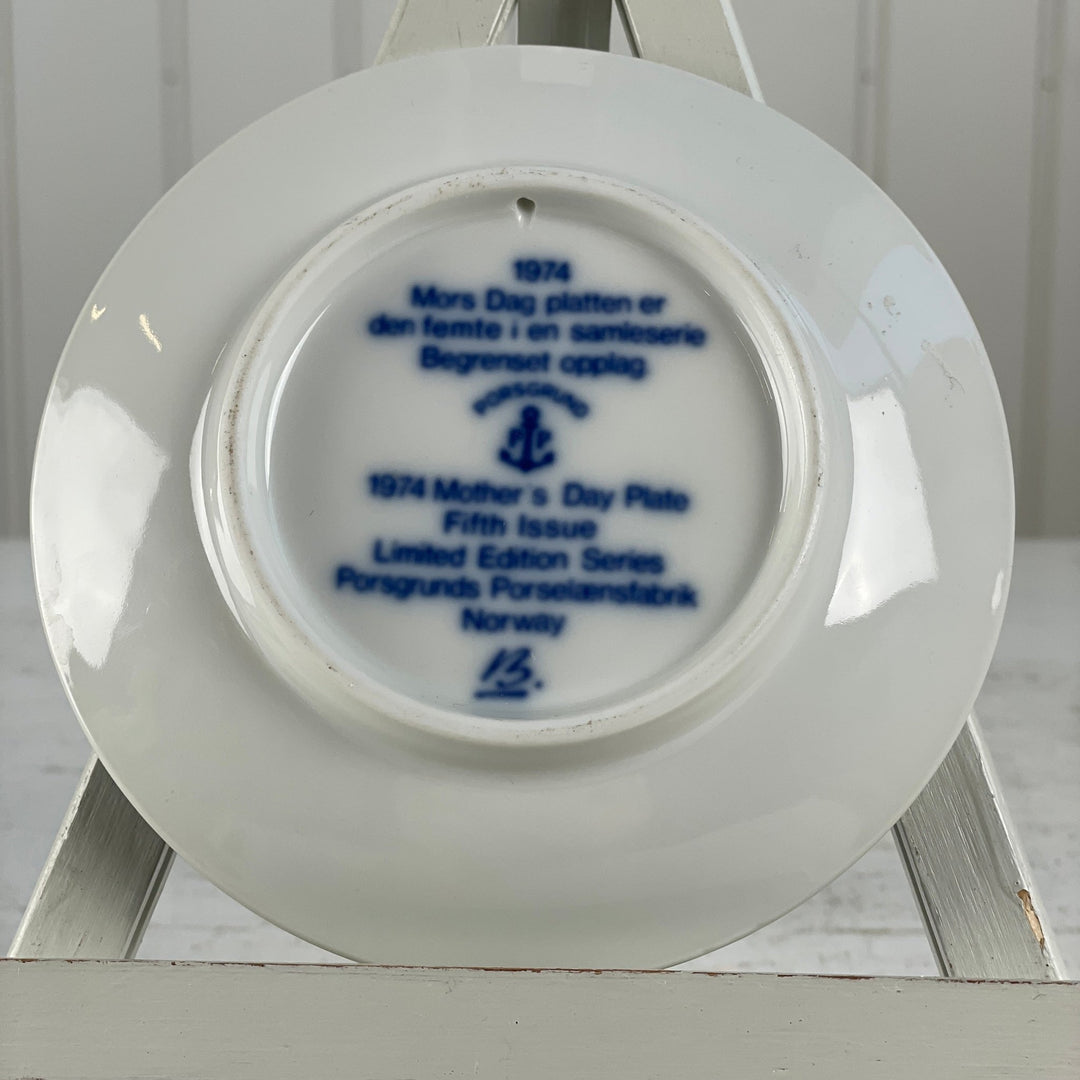 1974
Mors Dag platten er
den femte i en samleserie
Begrenset opplag
PORSGRUND
P P
1974 Mother's Day Plate
Fifth Issue
Limited Edition Series
Porsgrunds Porselænsfabrik
Norway
B.